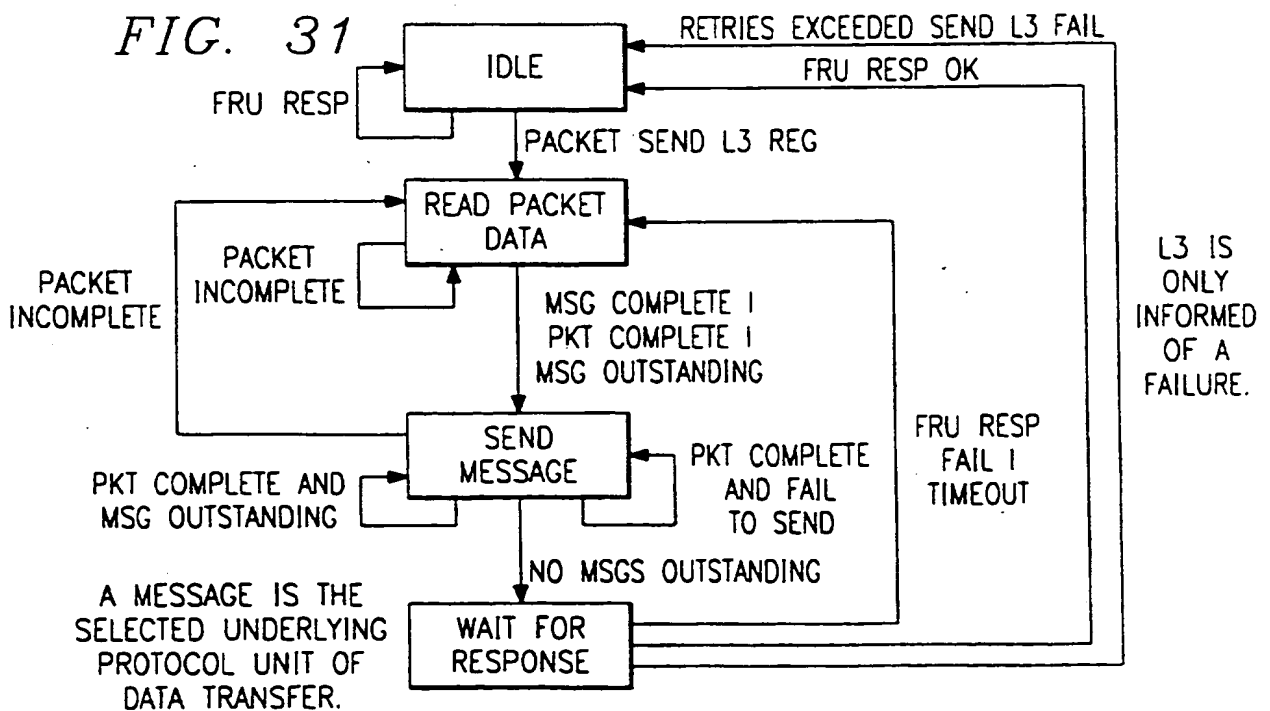 FIG. 31
RETRIES EXCEEDED SEND L3 FAIL
IDLE
FRU RESP OK
FRU RESP
PACKET SEND L3 REG
READ PACKET
DATA
PACKET
INCOMPLETE
PACKET
INCOMPLETE
MSG COMPLETE I
PKT COMPLETE I
MSG OUTSTANDING
L3 IS
ONLY
INFORMED
OF A
FAILURE.
SEND
MESSAGE
FRU RESP
FAIL I
TIMEOUT
PKT COMPLETE AND
MSG OUTSTANDING
PKT COMPLETE
AND FAIL
TO SEND
NO MSGS OUTSTANDING
A MESSAGE IS THE
SELECTED UNDERLYING
PROTOCOL UNIT OF
DATA TRANSFER.
WAIT FOR
RESPONSE